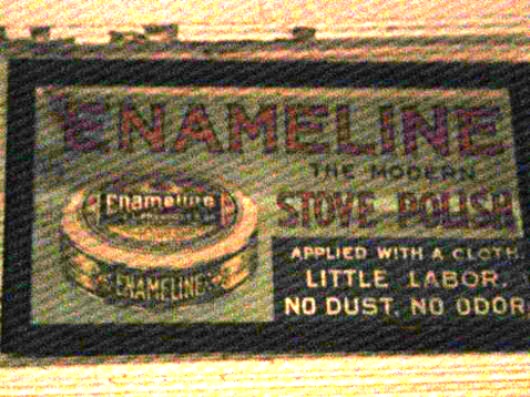 ENAMELINE
THE MODERN
STOVE POLISH
APPLIED WITH A CLOTH.
LITTLE LABOR.
NO DUST, NO ODOR
Enameline
ENAMELINE